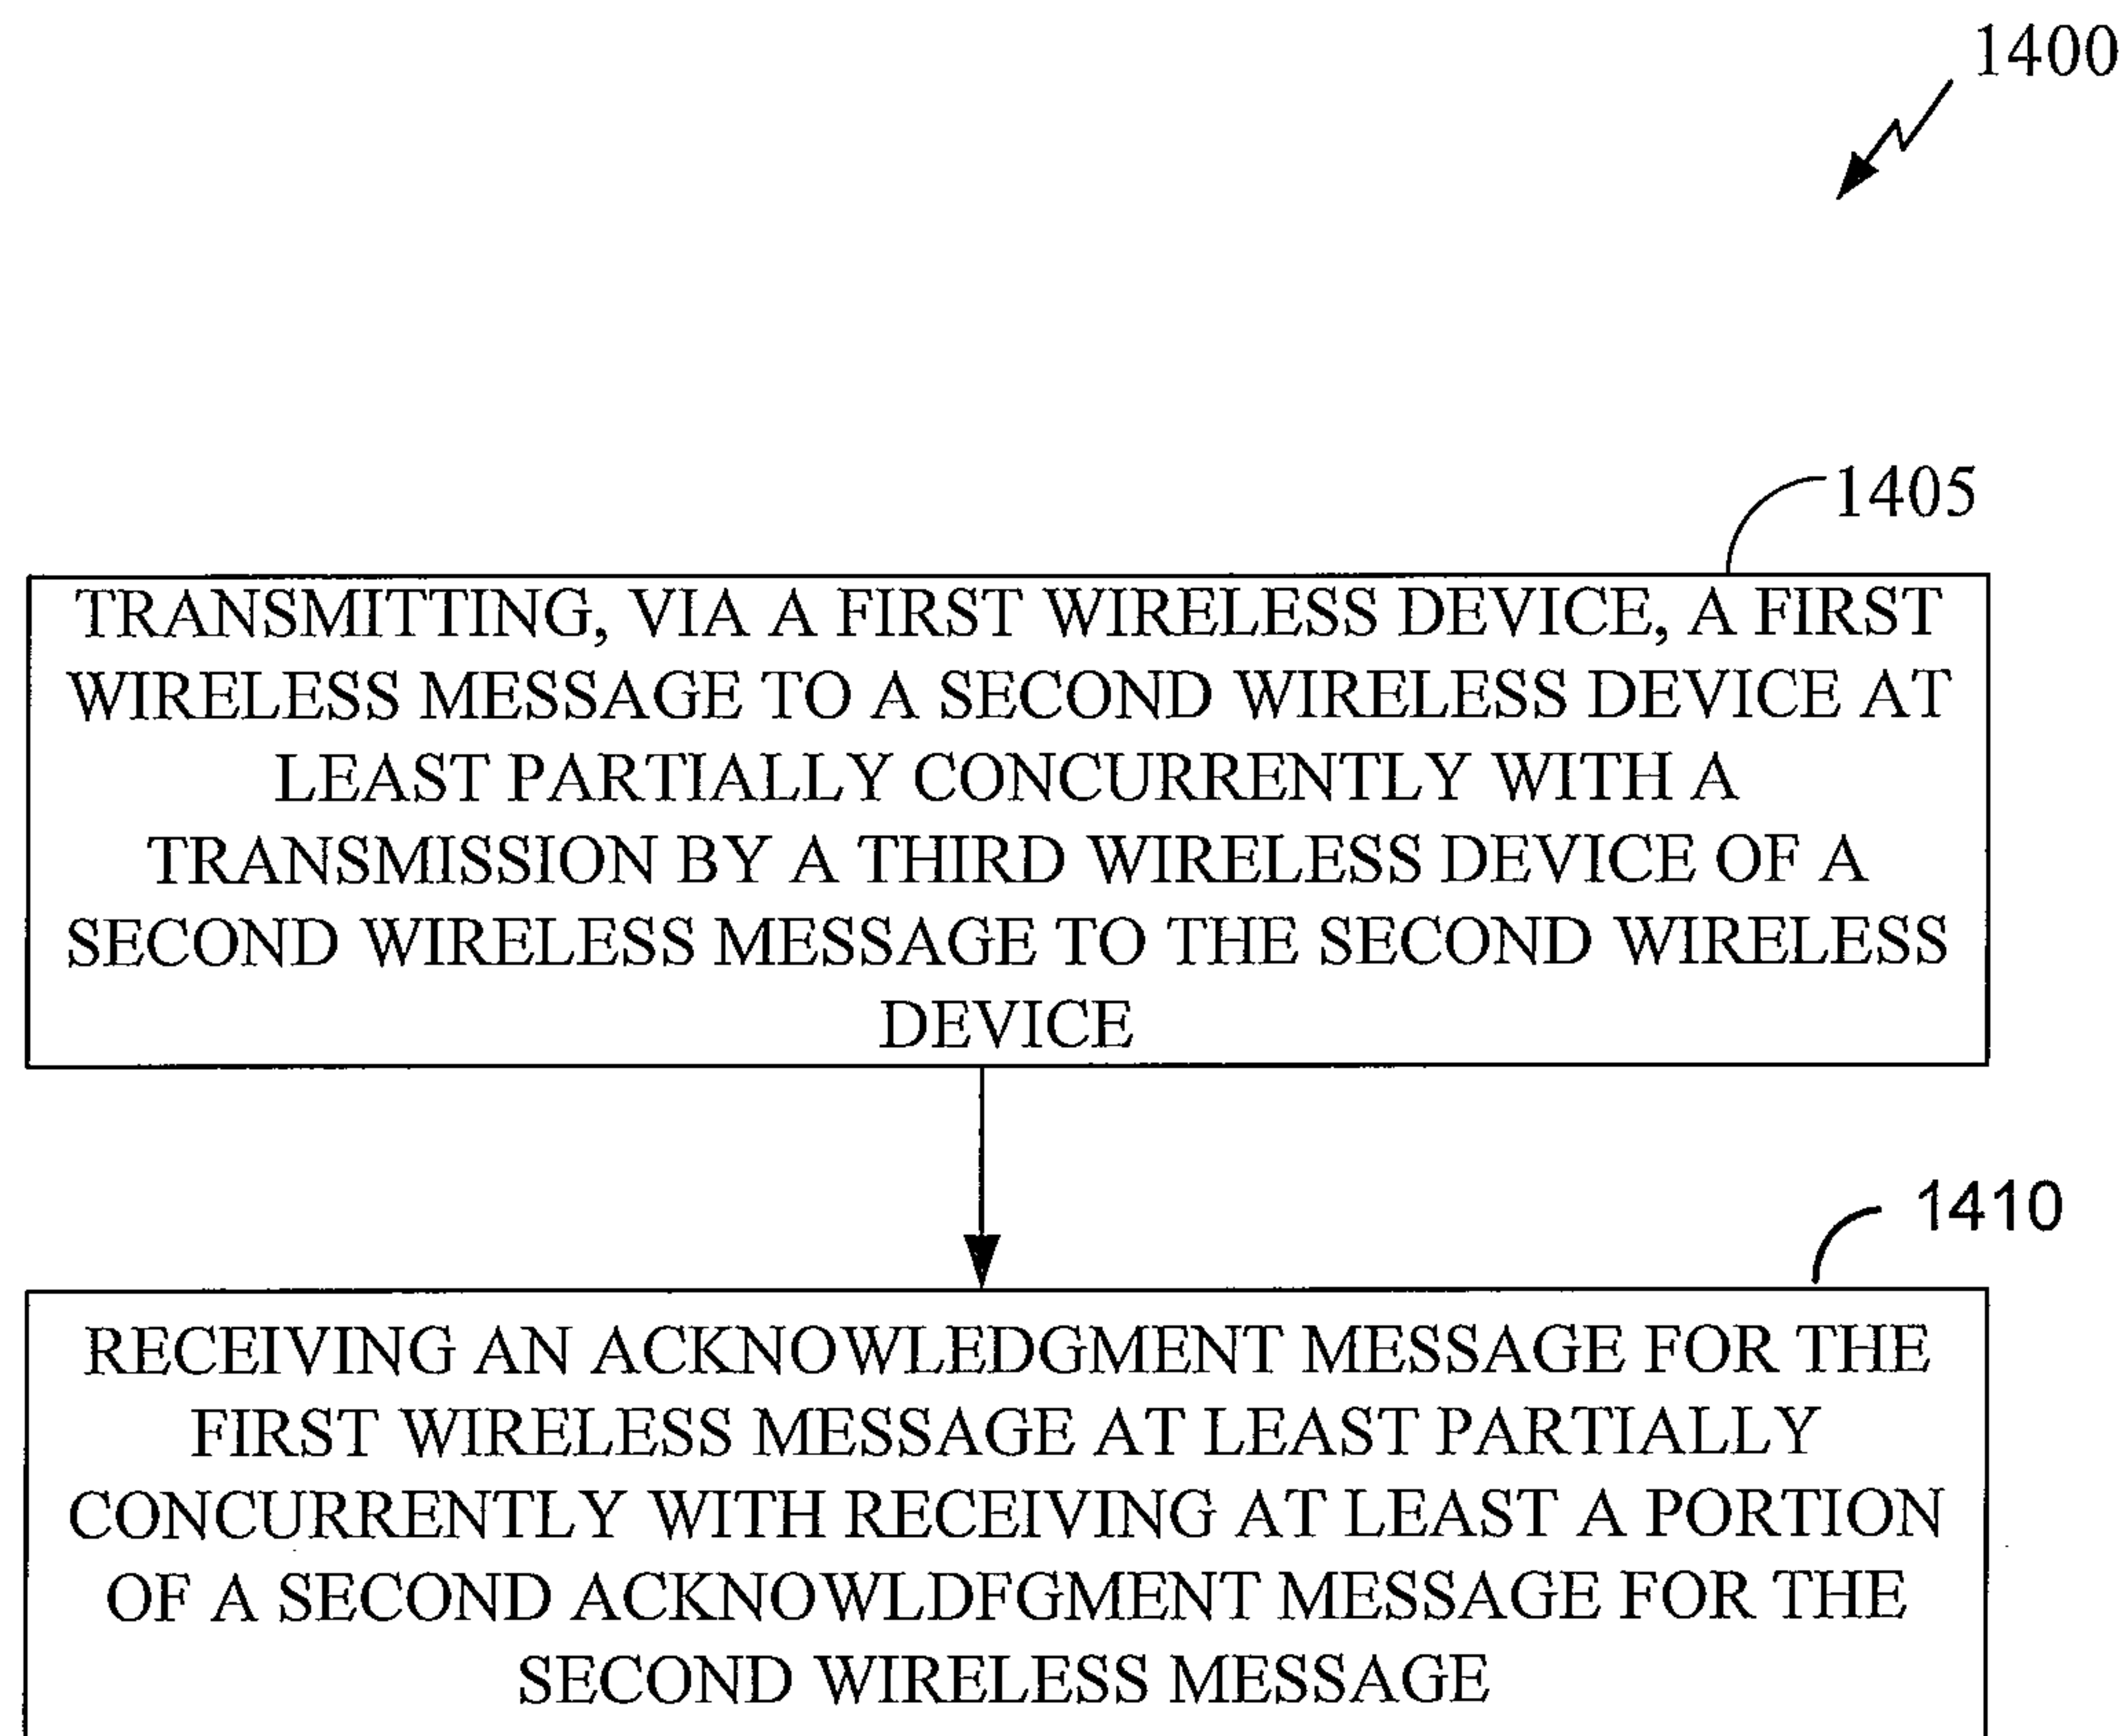 1400
1405
TRANSMITTING, VIA A FIRST WIRELESS DEVICE, A FIRST
WIRELESS MESSAGE TO A SECOND WIRELESS DEVICE AT
LEAST PARTIALLY CONCURRENTLY WITH A
TRANSMISSION BY A THIRD WIRELESS DEVICE OF A
SECOND WIRELESS MESSAGE TO THE SECOND WIRELESS
DEVICE
1410
RECEIVING AN ACKNOWLEDGMENT MESSAGE FOR THE
FIRST WIRELESS MESSAGE AT LEAST PARTIALLY
CONCURRENTLY WITH RECEIVING AT LEAST A PORTION
OF A SECOND ACKNOWLDFGMENT MESSAGE FOR THE
SECOND WIRELESS MESSAGE